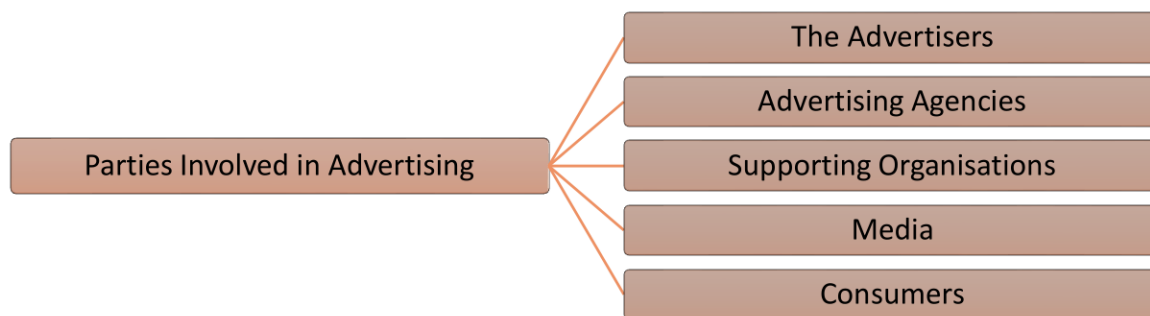 The Advertisers
Advertising Agencies
Parties Involved in Advertising
Supporting Organisations
Media
Consumers